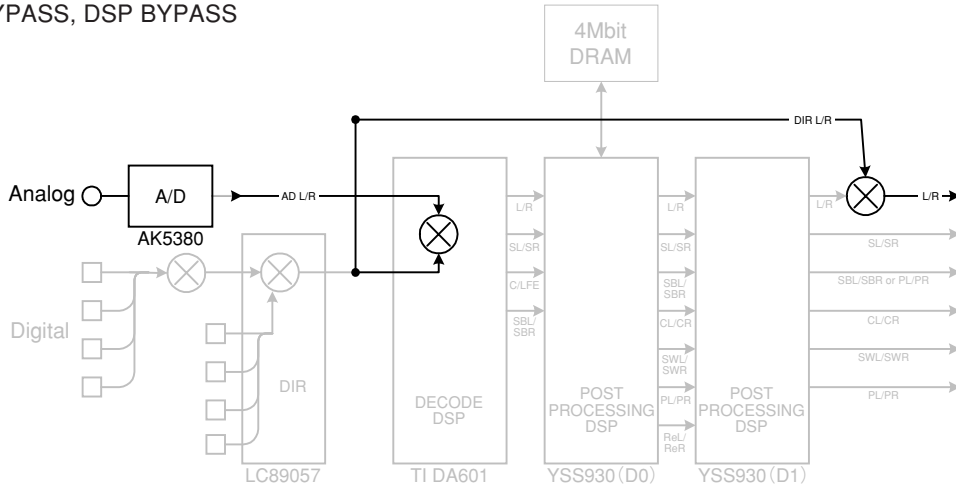 YPASS, DSP BYPASS
4Mbit
DRAM
DIR L/R
Analog
A/D
AD L/R
L/R
L/R
L/R
L/R
AK5380
SL/SR
SL/SR
SL/SR
C/LFE
SBL/
SBR
SBL/SBR or PL/PR
SBL/
SBR
CL/CR
CL/CR
Digital
SWL/
SWR
SWL/SWR
DIR
PL/PR
PL/PR
DECODE
DSP
POST
PROCESSING
DSP
POST
PROCESSING
DSP
ReL/
ReR
LC89057
TI DA601
YSS930(D0)
YSS930(D1)